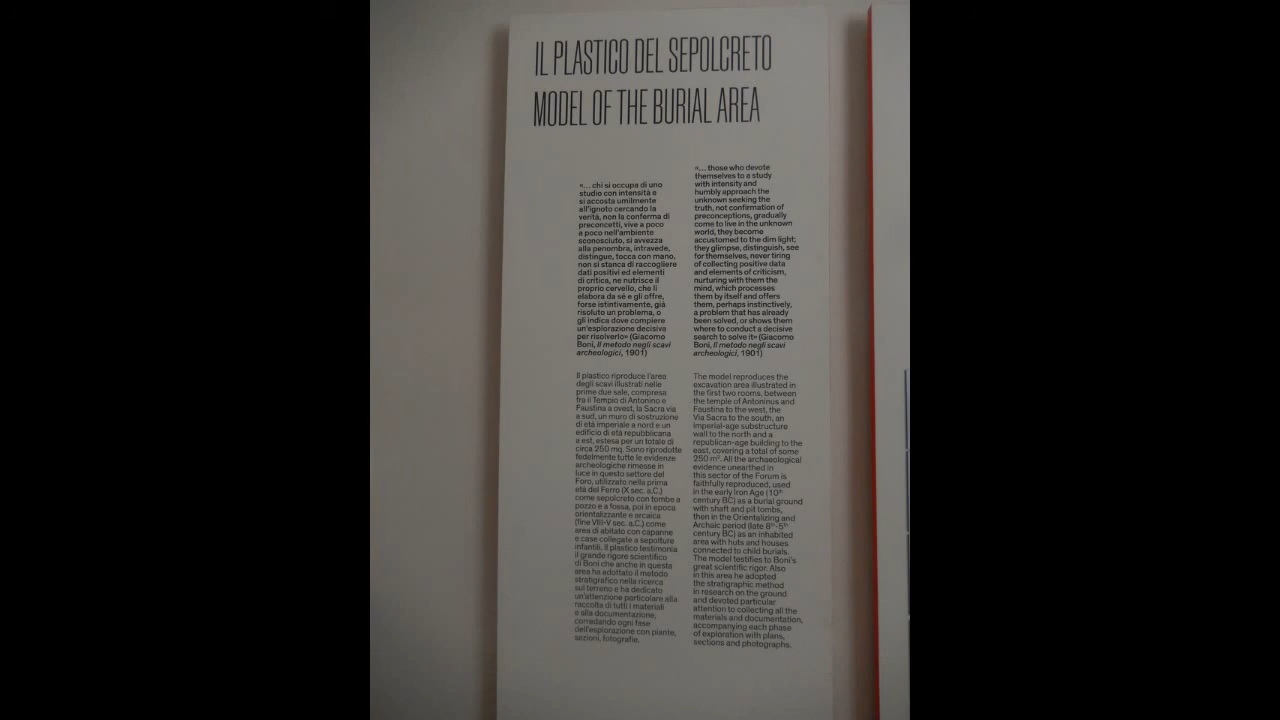 IL PLASTICO DEL SEPOLCRETO
MODEL OF THE BURIAL AREA
«... chi si occupa di uno
studio con intensità e
si accosta umilmente
all'ignoto cercando la
verità, non la conferma di
preconcetti, vive a poco
a poco nell'ambiente
sconosciuto, si avvezza
alla penombra, intravede,
distingue, tocca con mano,
non si stanca di raccogliere
dati positivi ed elementi
di critica, ne nutrisce il
proprio cervello, che li
elabora da sé e gli offre,
forse istintivamente, già
risoluto un problema, o
gli indica dove compiere
un'esplorazione decisiva
per risolverlo» (Giacomo
Boni, Il metodo negli scavi
archeologici, 1901)
Il plastico riproduce l'area
degli scavi illustrati nelle
prime due sale, compresa
fra il Tempio di Antonino e
Faustina a ovest, la Sacra via
a sud, un muro di sostruzione
di età imperiale a nord e un
edificio di età repubblicana
a est, estesa per un totale di
circa 250 mq. Sono riprodotte
fedelmente tutte le evidenze
archeologiche rimesse in
luce in questo settore del
Foro, utilizzato nella prima
età del Ferro (X sec. a.C.)
come sepolcreto con tombe a
pozzo e a fossa, poi in epoca
orientalizzante e arcaica
(fine VIII-V sec. a.C.) come
area di abitato con capanne
e case collegate a sepolture
infantili. Il plastico testimonia
il grande rigore scientifico
di Boni che anche in questa
area ha adottato il metodo
stratigrafico nella ricerca
sul terreno e ha dedicato
un'attenzione particolare alla
raccolta di tutti i materiali
e alla documentazione,
corredando ogni fase
dell'esplorazione con piante,
sezioni, fotografie.
«... those who devote
themselves to a study
with intensity and
humbly approach the
unknown seeking the
truth, not confirmation of
preconceptions, gradually
come to live in the unknown
world, they become
accustomed to the dim light;
they glimpse, distinguish, see
for themselves, never tiring
of collecting positive data
and elements of criticism,
nurturing with them the
mind, which processes
them by itself and offers
them, perhaps instinctively,
a problem that has already
been solved, or shows them
where to conduct a decisive
search to solve it» (Giacomo
Boni, Il metodo negli scavi
archeologici, 1901)
The model reproduces the
excavation area illustrated in
the first two rooms, between
the temple of Antoninus and
Faustina to the west, the
Via Sacra to the south, an
imperial-age substructure
wall to the north and a
republican-age building to the
east, covering a total of some
250 m². All the archaeological
evidence unearthed in
this sector of the Forum is
faithfully reproduced, used
in the early Iron Age (10th
century BC) as a burial ground
with shaft and pit tombs,
then in the Orientalizing and
Archaic period (late 8th-5th
century BC) as an inhabited
area with huts and houses
connected to child burials.
The model testifies to Boni's
great scientific rigor. Also
in this area he adopted
the stratigraphic method
in research on the ground
and devoted particular
attention to collecting all the
materials and documentation,
accompanying each phase
of exploration with plans,
sections and photographs.